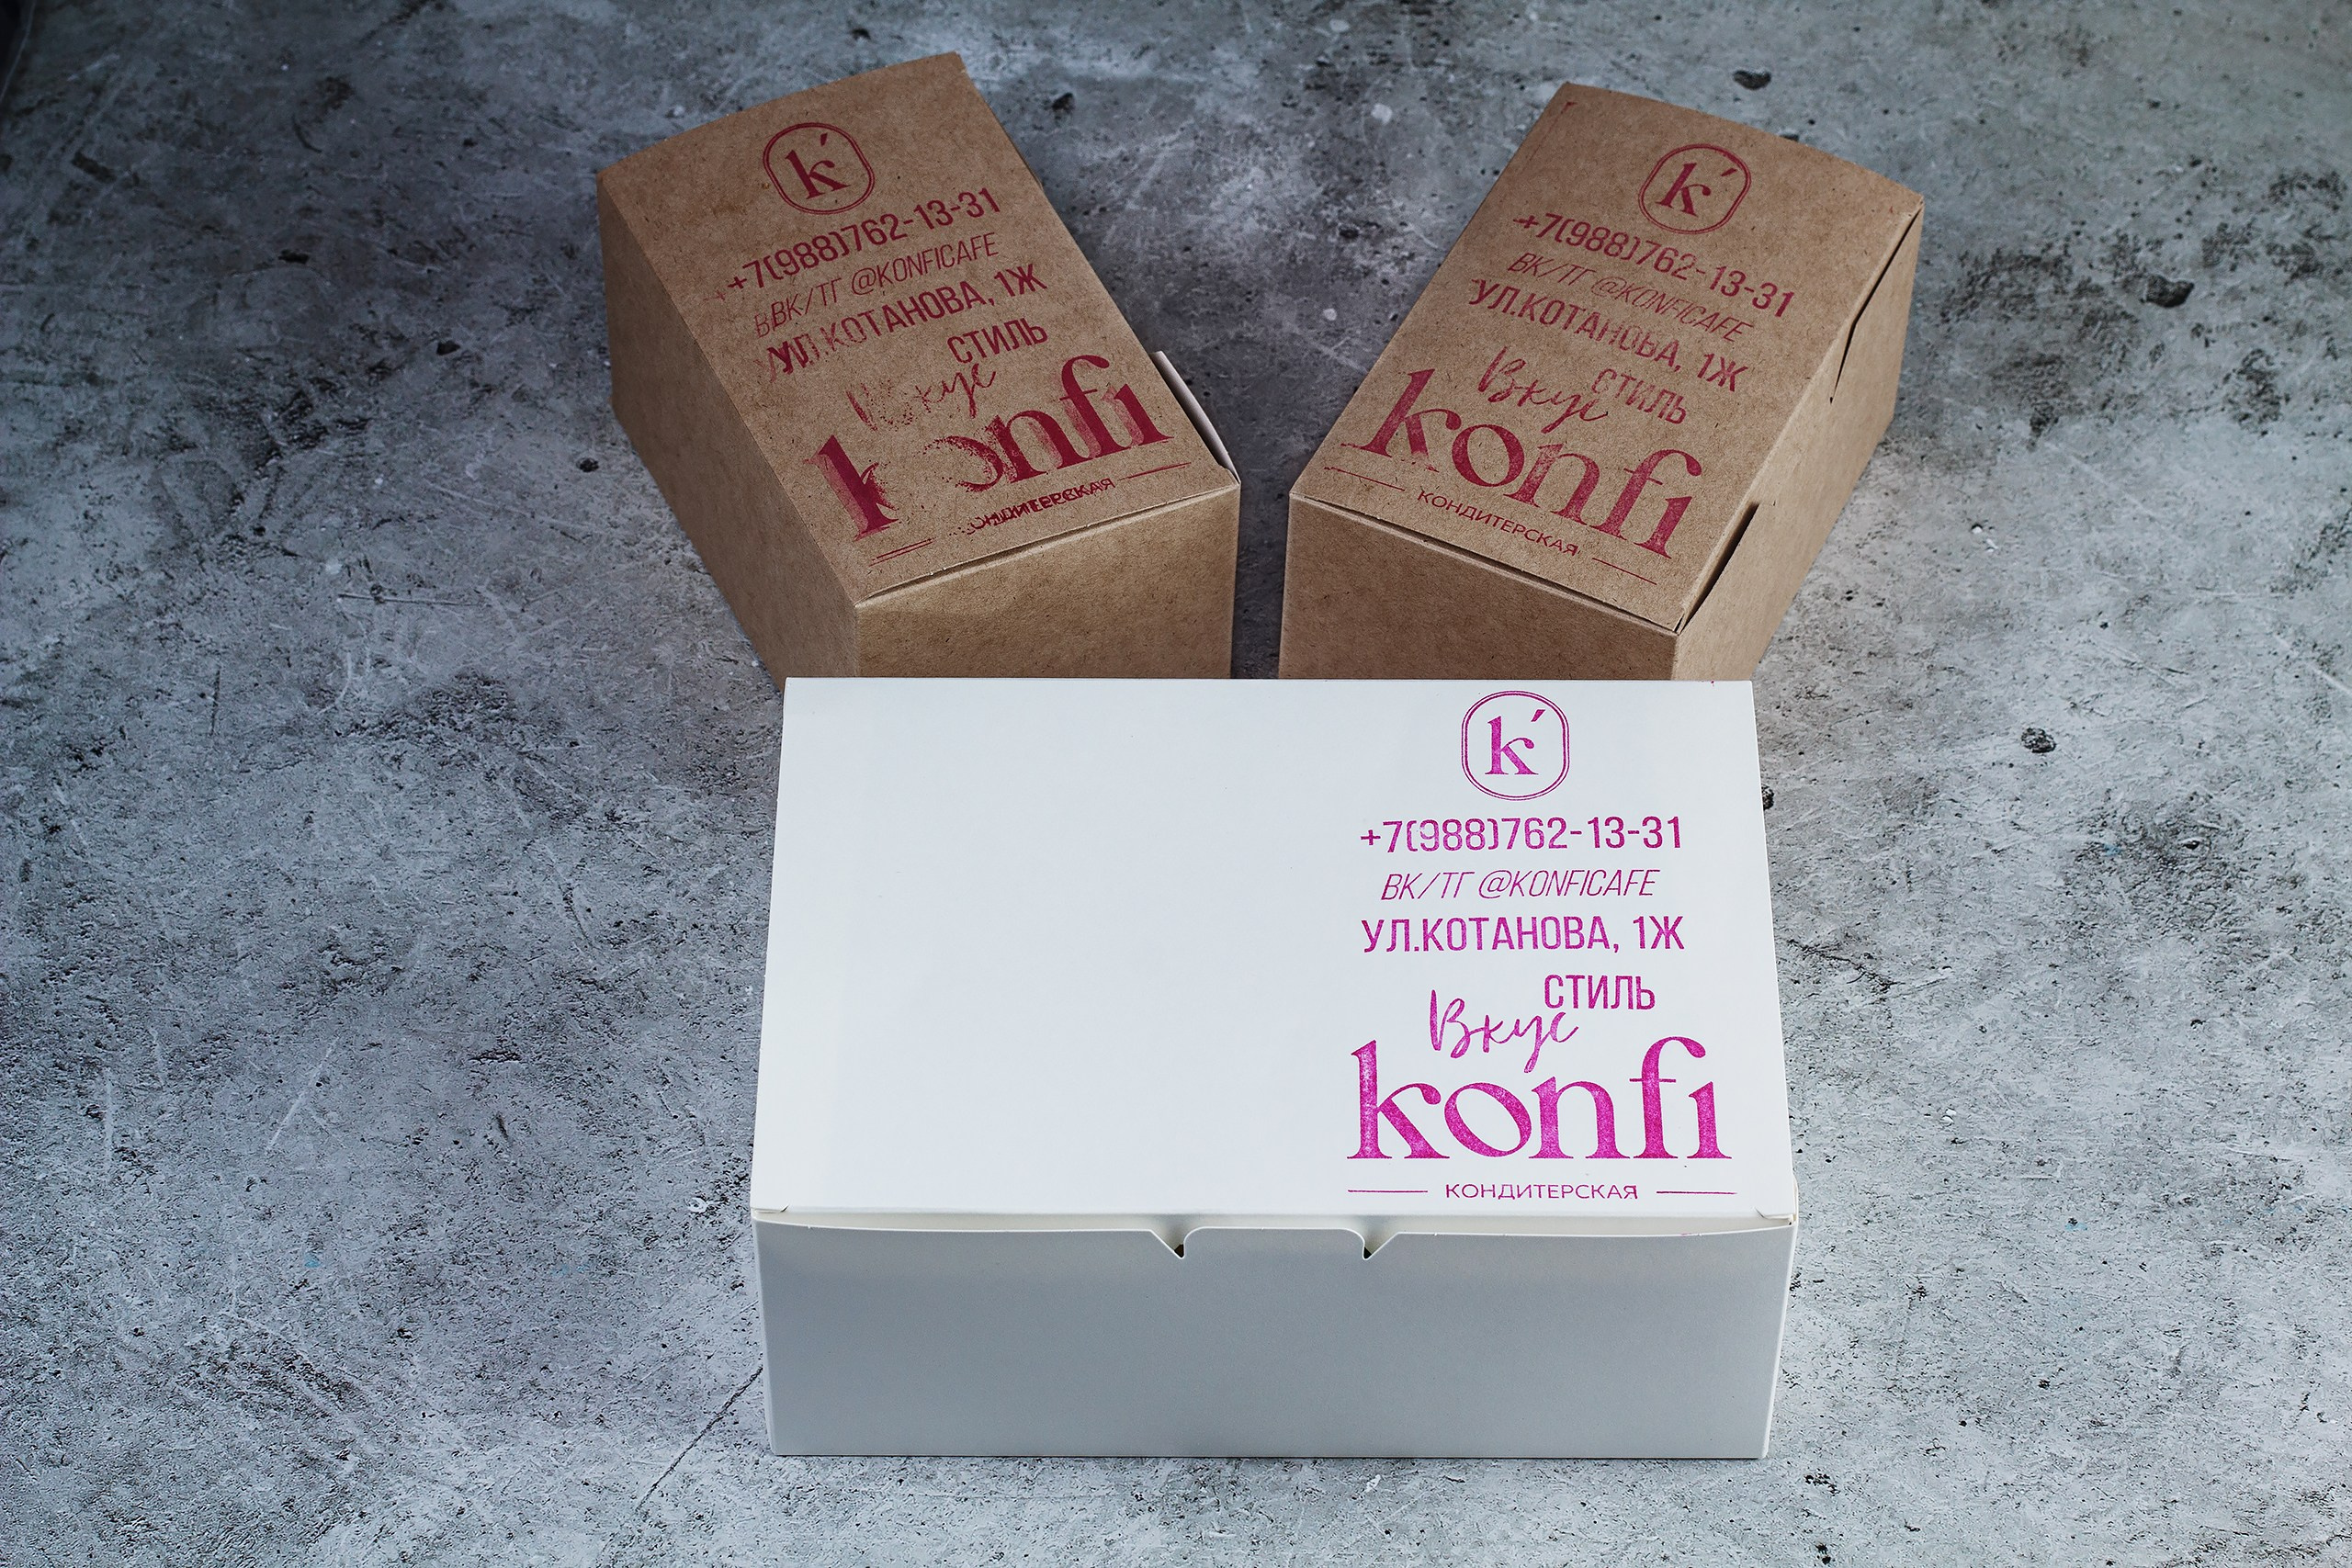 k
+7(988)762-13-31
ВК/ТГ @KONFICAFE
УЛ.КОТАНОВА, 1Ж
СТИЛЬ
Вкус
konfi
КОНДИТЕРСКАЯ
k
+7(988)762-13-31
ВК/ТГ @KONFICAFE
УЛ.КОТАНОВА, 1Ж
Вкус
СТИЛЬ
konfi
КОНДИТЕРСКАЯ
ḱ
+7(988)762-13-31
ВК/ТГ @KONFICAFE
УЛ.КОТАНОВА, 1Ж
СТИЛЬ
Вкус
konfi
КОНДИТЕРСКАЯ